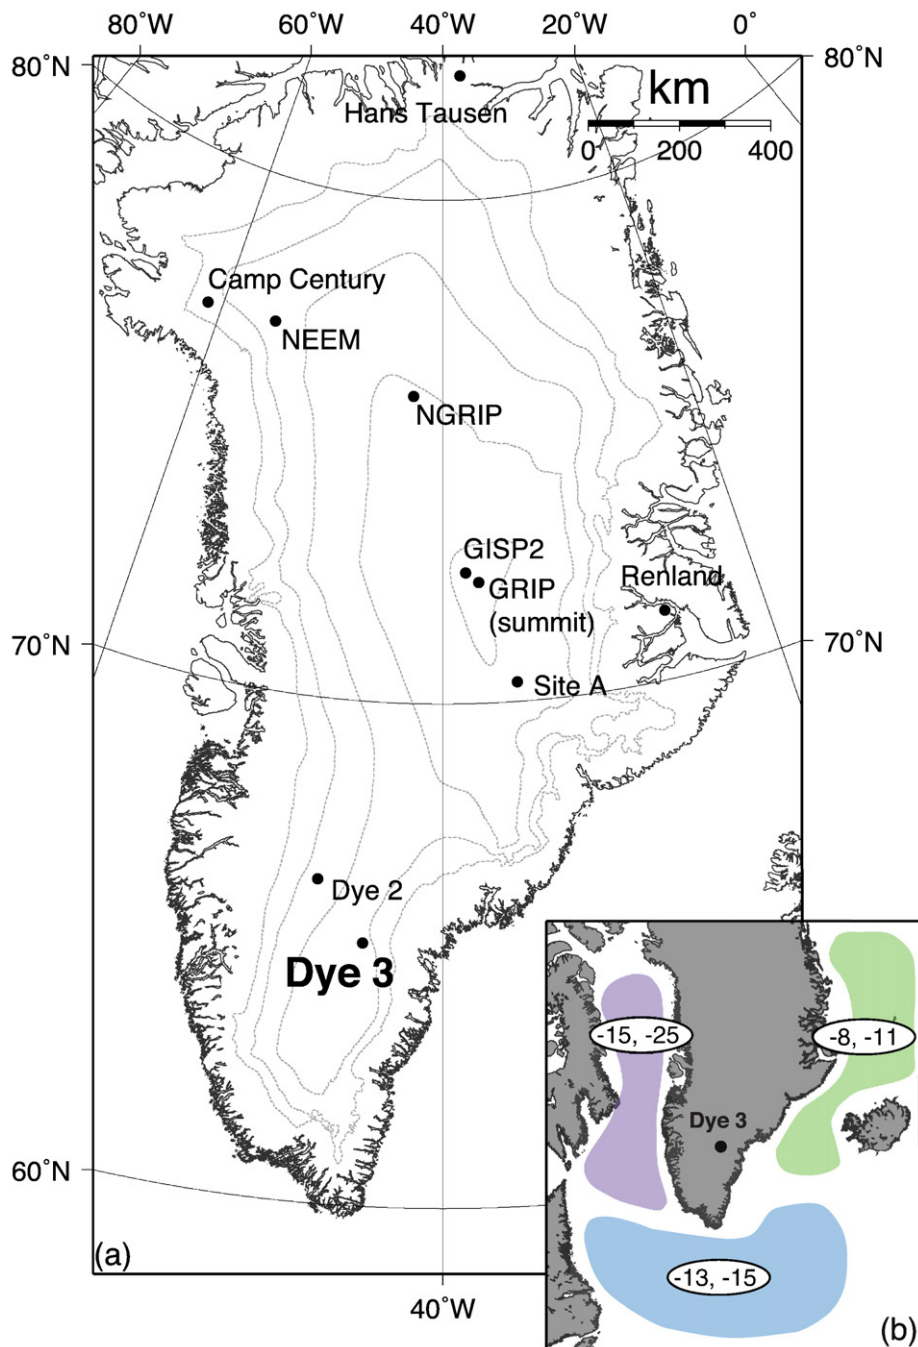 80˚W 60˚W 40˚W 20˚W 0˚
80˚N 80˚N
km
Hans Tausen
0 200 400
Camp Century
NEEM
NGRIP
GISP2
Renland
GRIP
(summit)
70˚N 70˚N
Site A
Dye 2
Dye 3
-15, -25 -8, -11
Dye 3
60˚N
(a)
-13, -15
40˚W
(b)